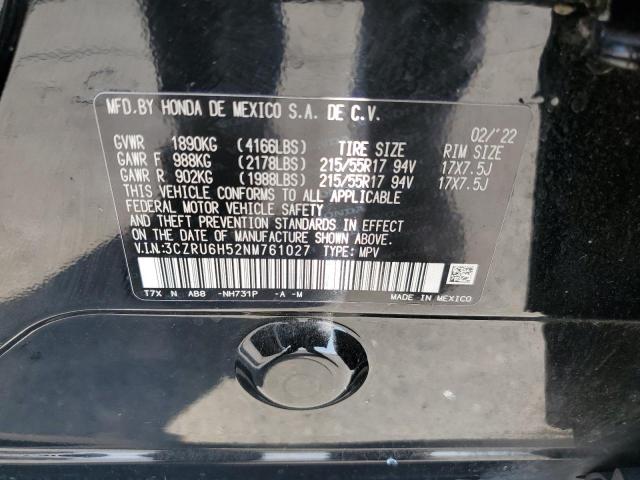 MFD.BY HONDA DE MEXICO S.A. DE C.V.
02/'22
GVWR 1890KG (4166LBS) TIRE SIZE RIM SIZE
GAWR F 988KG (2178LBS) 215/55R17 94V 17X7.5J
GAWR R 902KG (1988LBS) 215/55R17 94V 17X7.5J
THIS VEHICLE CONFORMS TO ALL APPLICABLE
FEDERAL MOTOR VEHICLE SAFETY
AND THEFT PREVENTION STANDARDS IN EFFECT
ON THE DATE OF MANUFACTURE SHOWN ABOVE.
V.I.N:3CZRU6H52NM761027 TYPE: MPV
T7X N AB8 -NH731P -A -M
MADE IN MEXICO